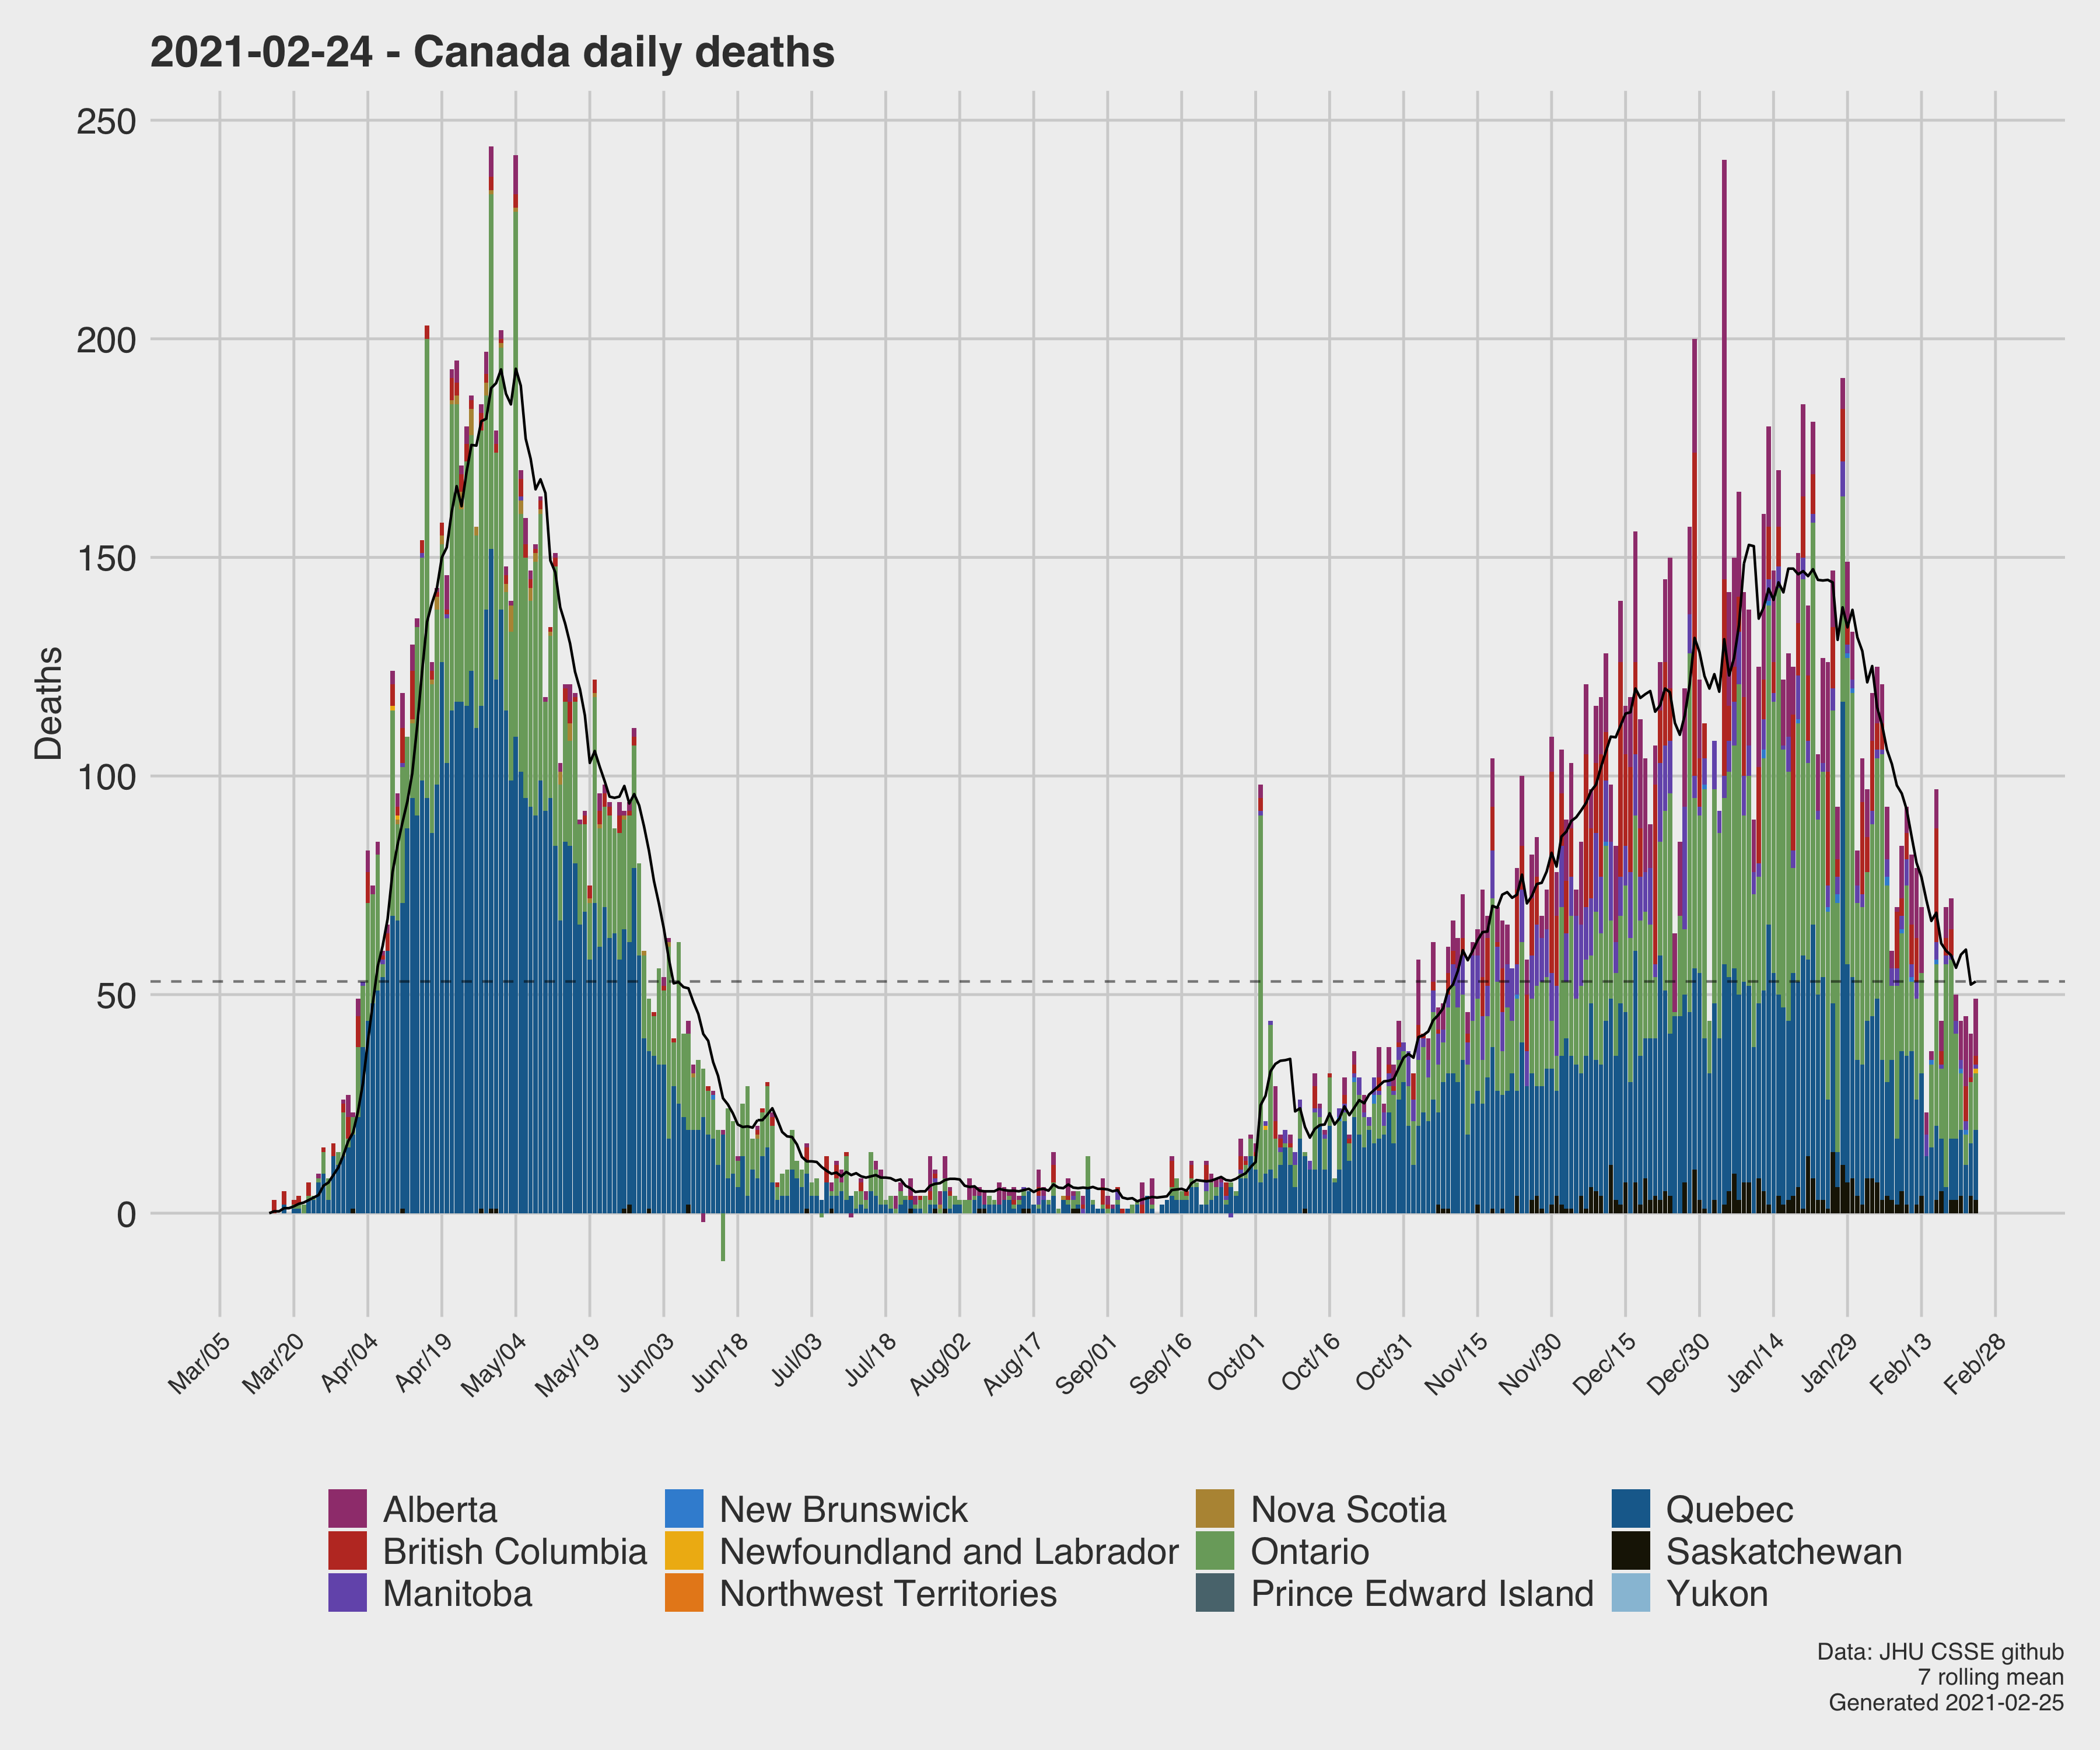 2021-02-24 - Canada daily deaths
250
200
150
100
50
0
Deaths
Mar/05
Mar/20
Apr/04
Apr/19
May/04
May/19
Jun/03
Jun/18
Jul/03
Jul/18
Aug/02
Aug/17
Sep/01
Sep/16
Oct/01
Oct/16
Oct/31
Nov/15
Nov/30
Dec/15
Dec/30
Jan/14
Jan/29
Feb/13
Feb/28
Alberta
New Brunswick
Nova Scotia
Quebec
British Columbia
Newfoundland and Labrador
Ontario
Saskatchewan
Manitoba
Northwest Territories
Prince Edward Island
Yukon
Data: JHU CSSE github
7 rolling mean
Generated 2021-02-25